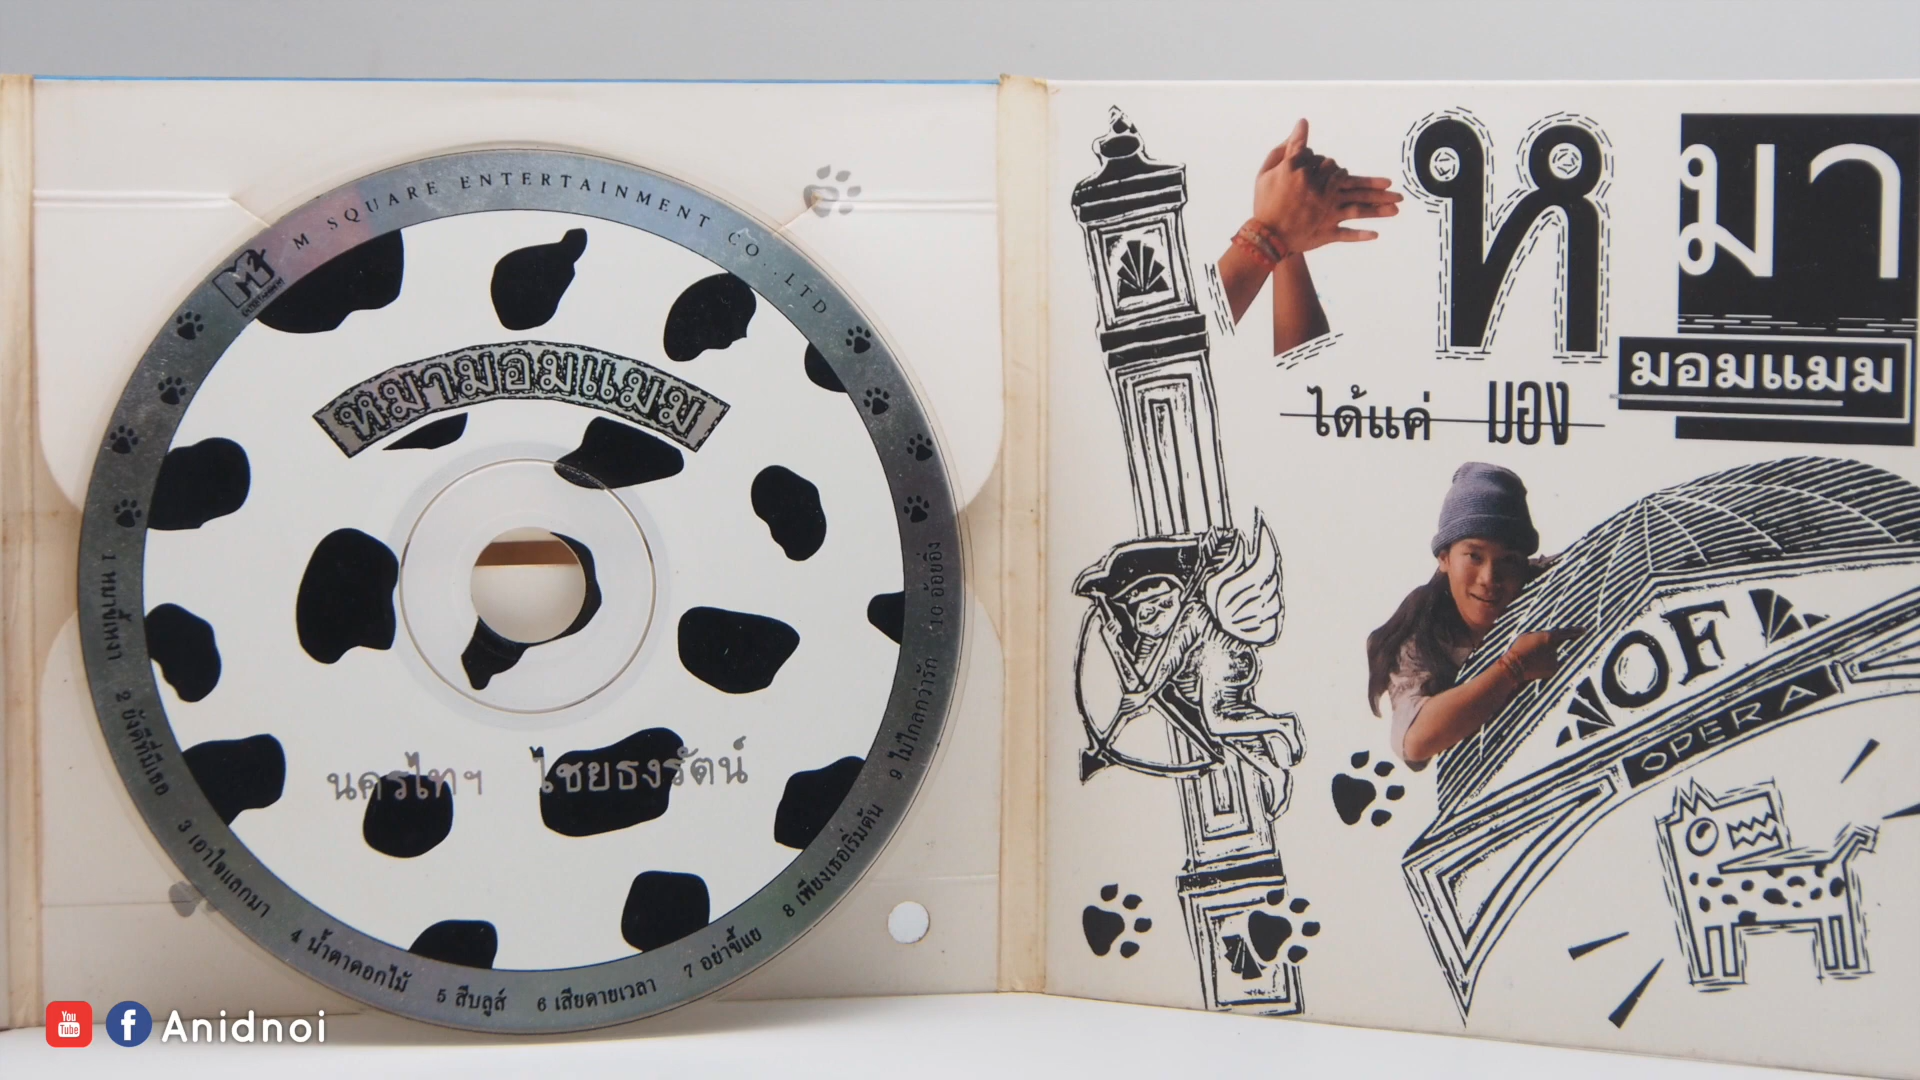 M SQUARE ENTERTAINMENT CO.,LTD
M2
หมามอมแมม
นครไทฯ ไชยธงรัตน์
1 หมาขี้เหงา
2 ยังดีที่มีเธอ
3 เอาใจแลกมา
4 น้ำตาดอกไม้
5 สีบลูส์
6 เสียดายเวลา
7 อย่าขี้แย
8 เพียงเธอเริ่มต้น
9 ไม่ไกลกว่ารัก
10 อ้อยอิ่ง
หมา
มอมแมม
ได้แค่ มอง
OF
OPERA
You Tube
f Anidnoi